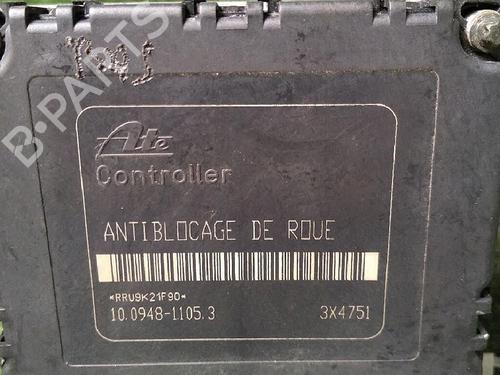 Ate
Controller
ANTIBLOCAGE DE ROUE
*RRU9K21F90*
10.0948-1105.3 3X4751
B-PARTS